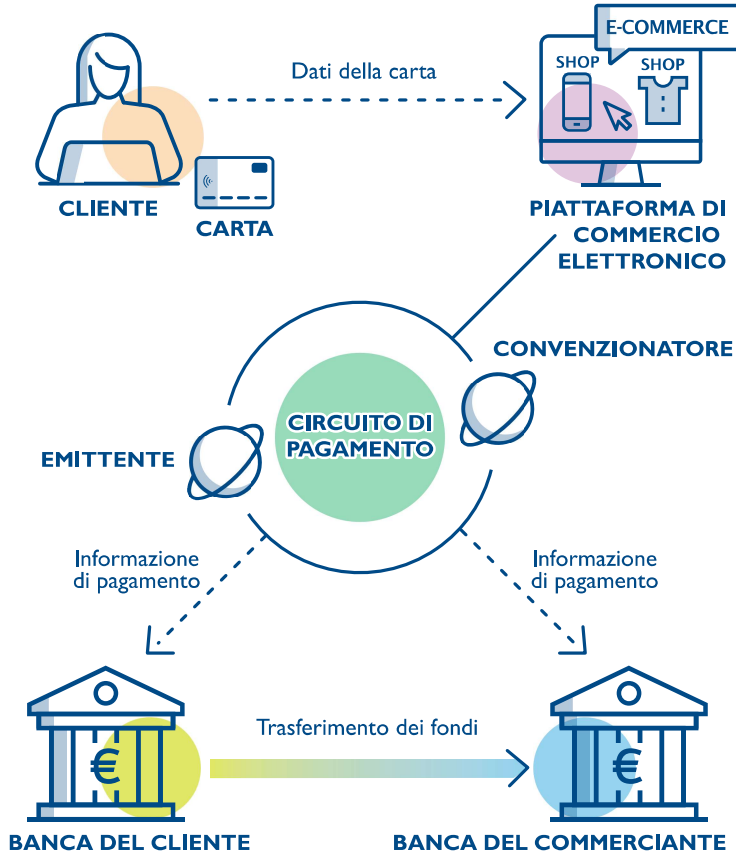 E-COMMERCE
SHOP
SHOP
Dati della carta
CLIENTE
CARTA
PIATTAFORMA DI
COMMERCIO
ELETTRONICO
CONVENZIONATORE
CIRCUITO DI
PAGAMENTO
EMITTENTE
Informazione
di pagamento
Informazione
di pagamento
€
Trasferimento dei fondi
€
BANCA DEL CLIENTE
BANCA DEL COMMERCIANTE